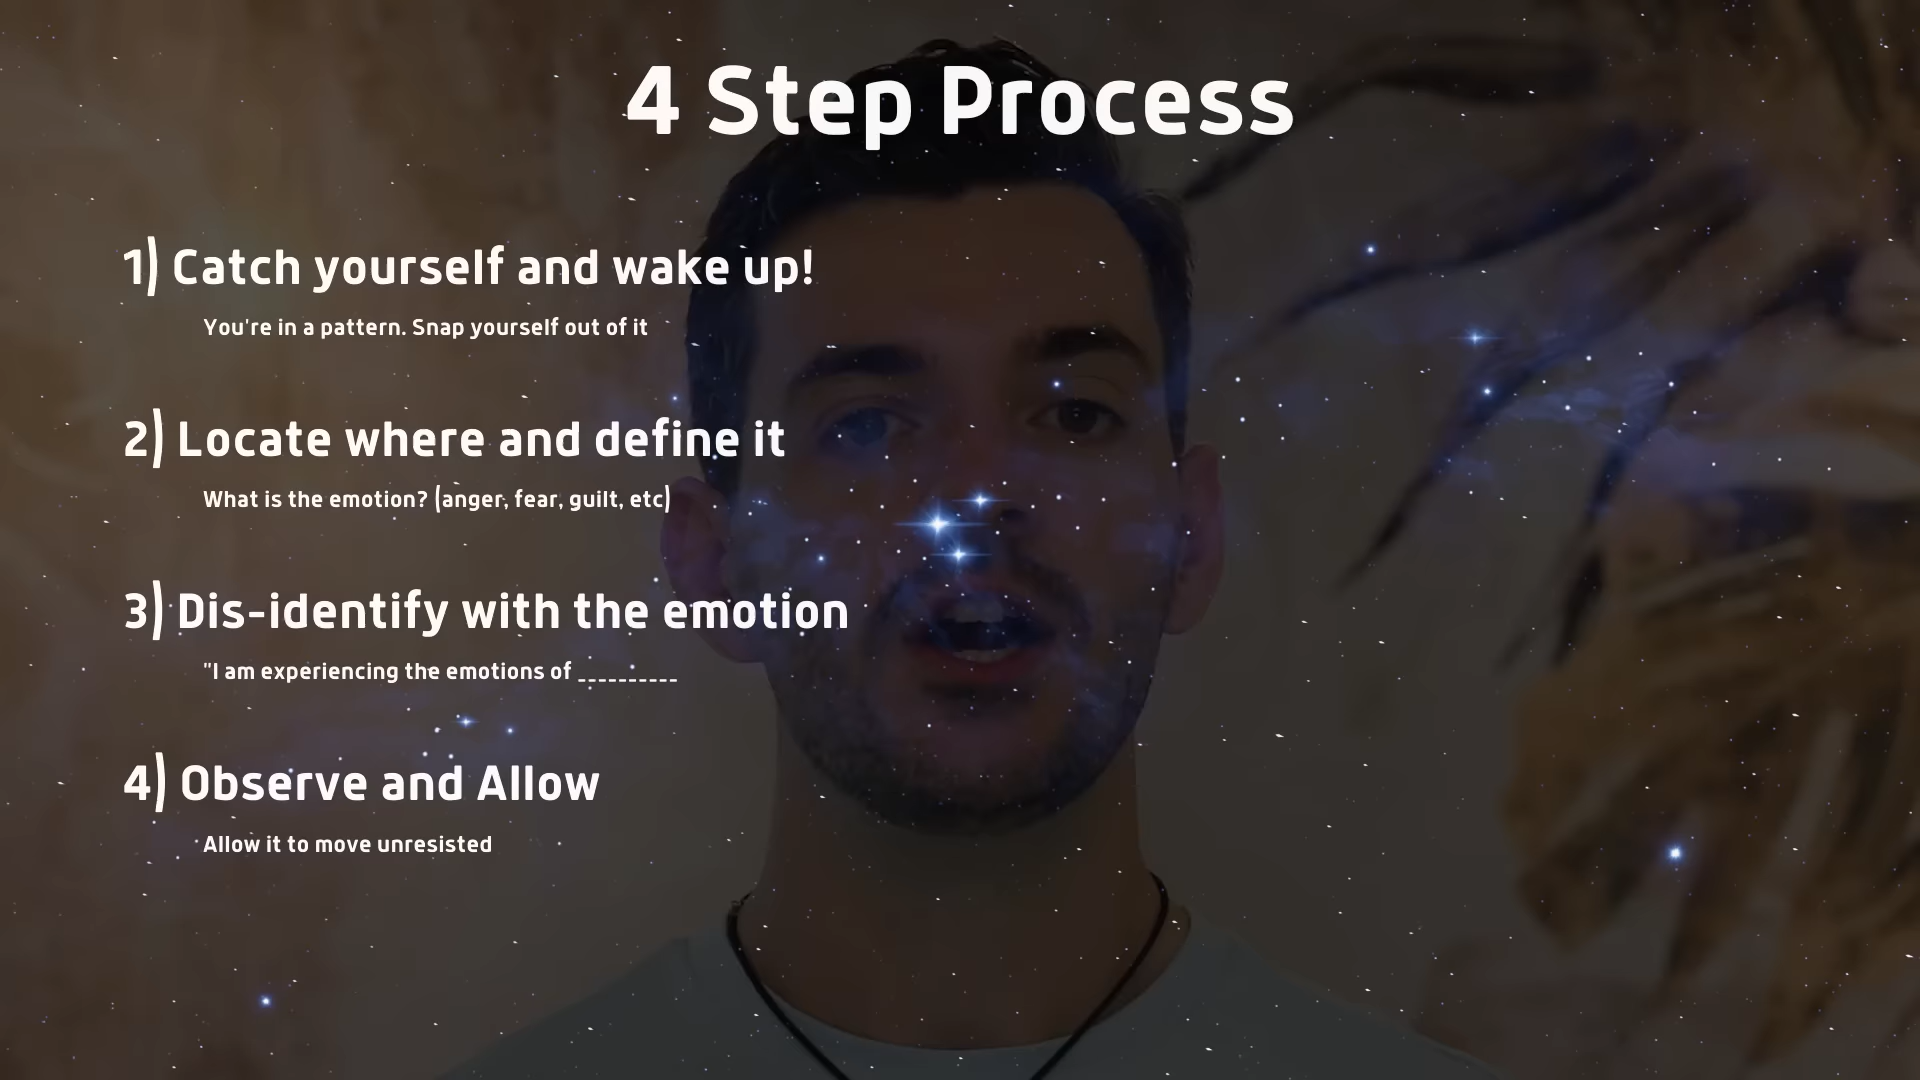 4 Step Process
1) Catch yourself and wake up!
You're in a pattern. Snap yourself out of it
2) Locate where and define it
What is the emotion? (anger, fear, guilt, etc)
3) Dis-identify with the emotion
"I am experiencing the emotions of __________
4) Observe and Allow
Allow it to move unresisted